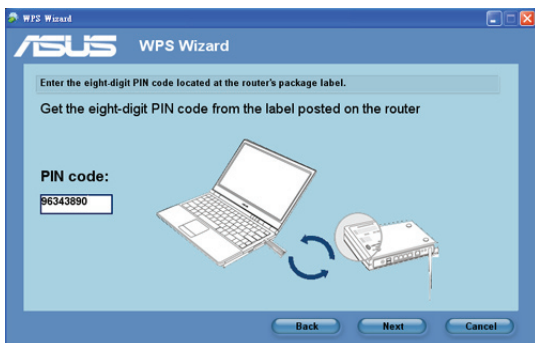 WPS Wizard
ASUS WPS Wizard
Enter the eight-digit PIN code located at the router's package label.
Get the eight-digit PIN code from the label posted on the router
PIN code:
96343890
Back Next Cancel